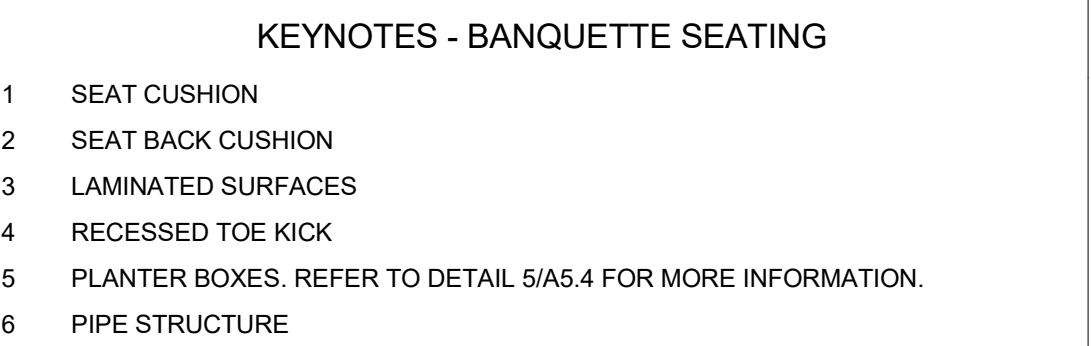 KEYNOTES - BANQUETTE SEATING
1 SEAT CUSHION
2 SEAT BACK CUSHION
3 LAMINATED SURFACES
4 RECESSED TOE KICK
5 PLANTER BOXES. REFER TO DETAIL 5/A5.4 FOR MORE INFORMATION.
6 PIPE STRUCTURE